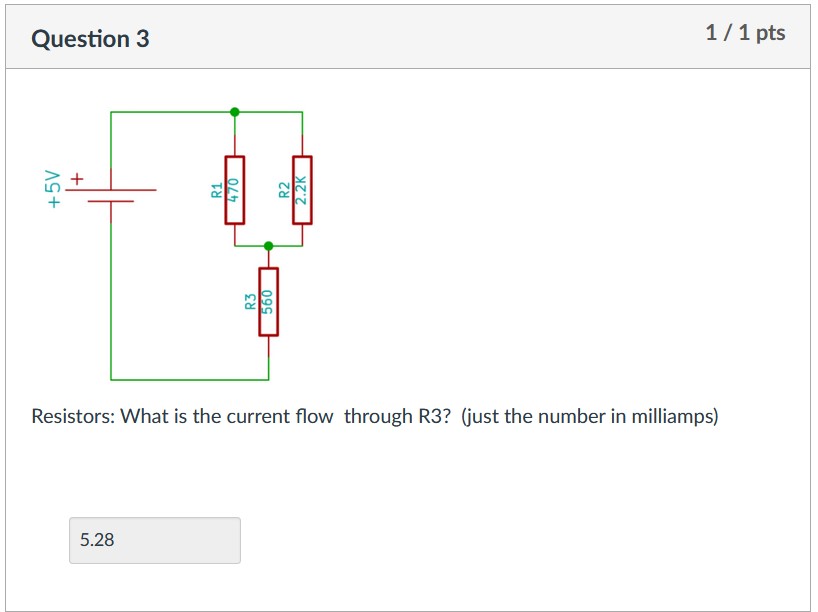 Question 3
1 / 1 pts
+5V
+
R1
470
R2
2.2K
R3
560
Resistors: What is the current flow through R3? (just the number in milliamps)
5.28